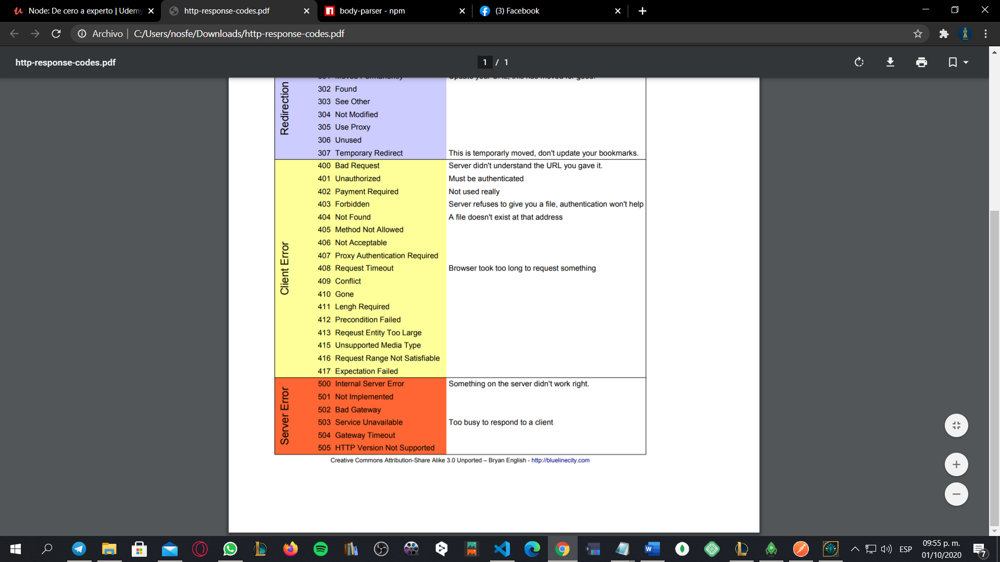 Node: De cero a experto | Udemy
http-response-codes.pdf
body-parser - npm
(3) Facebook
Archivo
C:/Users/nosfe/Downloads/http-response-codes.pdf
http-response-codes.pdf
1 / 1
Redirection
301 Moved Permanently Update your URL, this has moved for good.
302 Found
303 See Other
304 Not Modified
305 Use Proxy
306 Unused
307 Temporary Redirect This is temporarly moved, don't update your bookmarks.
Client Error
400 Bad Request Server didn't understand the URL you gave it.
401 Unauthorized Must be authenticated
402 Payment Required Not used really
403 Forbidden Server refuses to give you a file, authentication won't help
404 Not Found A file doesn't exist at that address
405 Method Not Allowed
406 Not Acceptable
407 Proxy Authentication Required
408 Request Timeout Browser took too long to request something
409 Conflict
410 Gone
411 Lengh Required
412 Precondition Failed
413 Reqeust Entity Too Large
415 Unsupported Media Type
416 Request Range Not Satisfiable
417 Expectation Failed
Server Error
500 Internal Server Error Something on the server didn't work right.
501 Not Implemented
502 Bad Gateway
503 Service Unavailable Too busy to respond to a client
504 Gateway Timeout
505 HTTP Version Not Supported
Creative Commons Attribution-Share Alike 3.0 Unported – Bryan English - http://bluelinecity.com
ESP
09:55 p. m.
01/10/2020
7